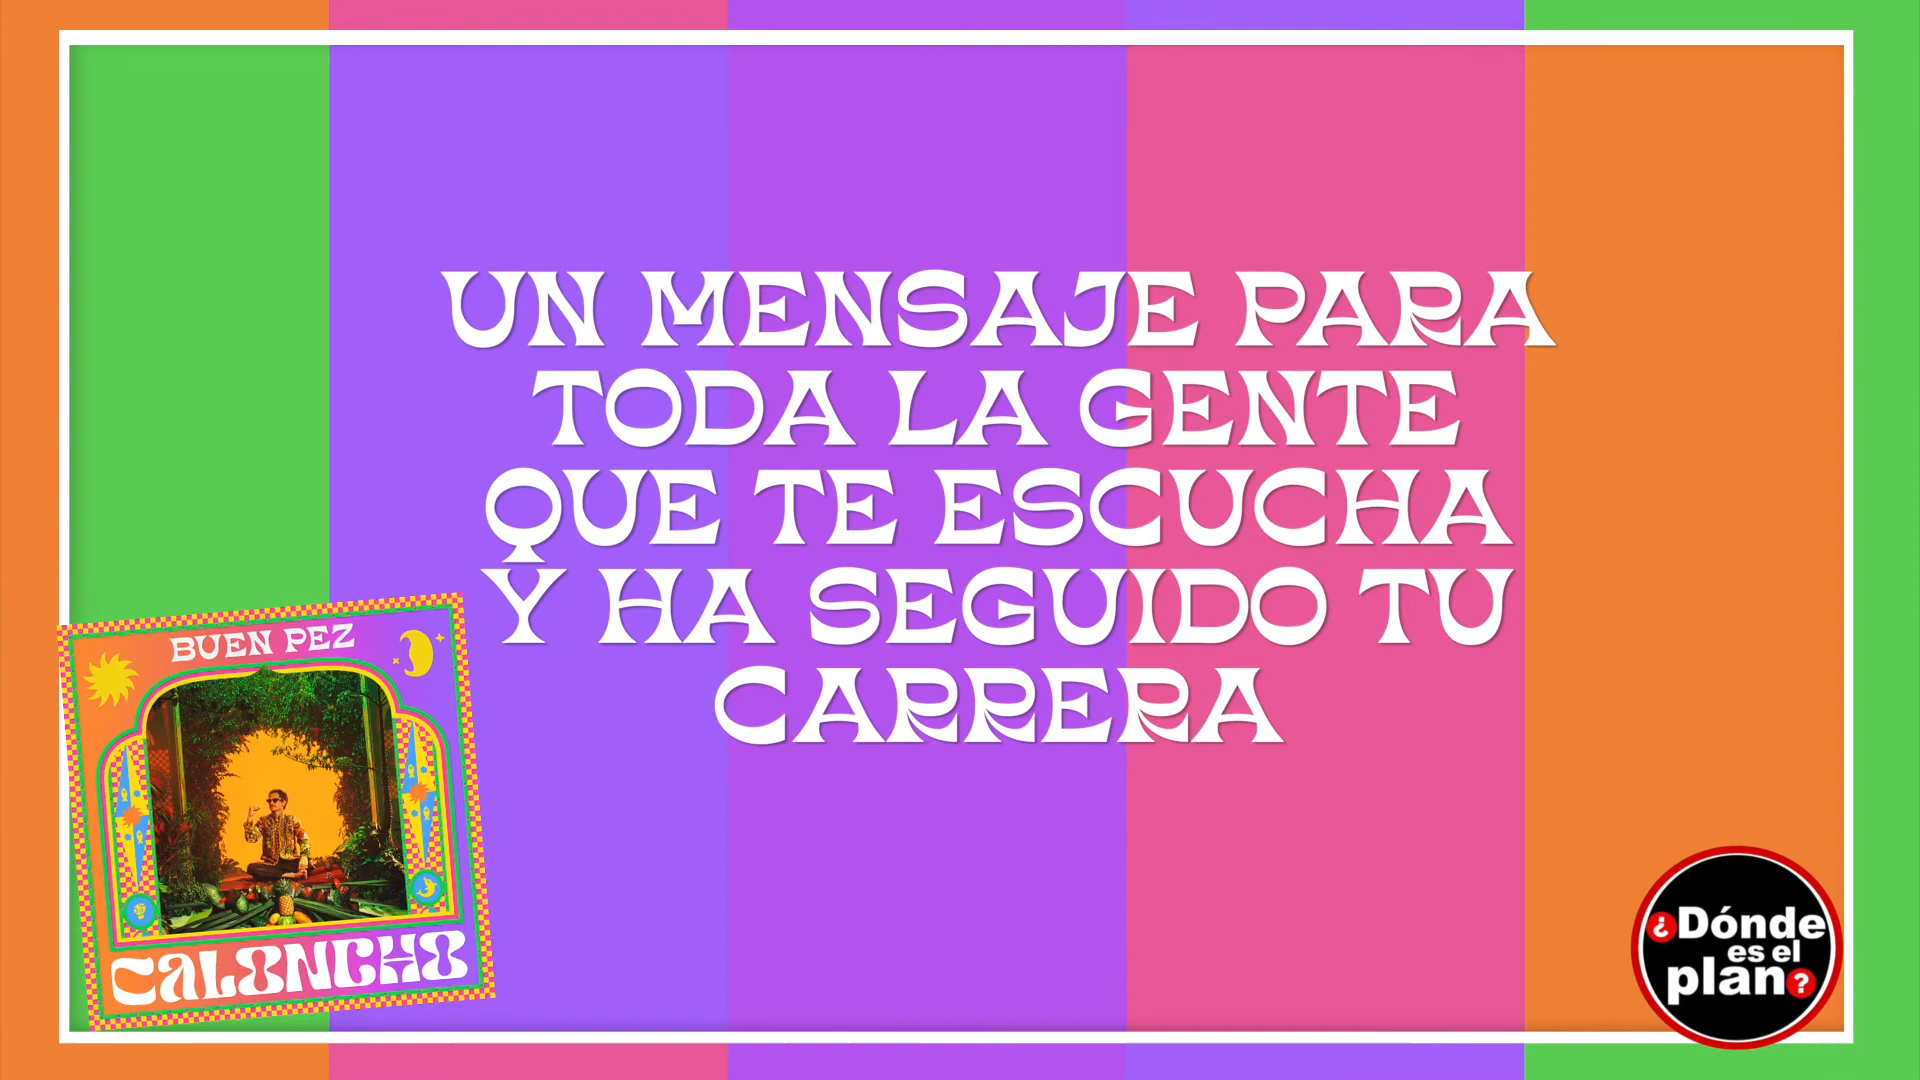 UN MENSAJE PARA
TODA LA GENTE
QUE TE ESCUCHA
Y HA SEGUIDO TU
CARRERA
BUEN PEZ
CALONCHO
¿Dónde
es el
plan?